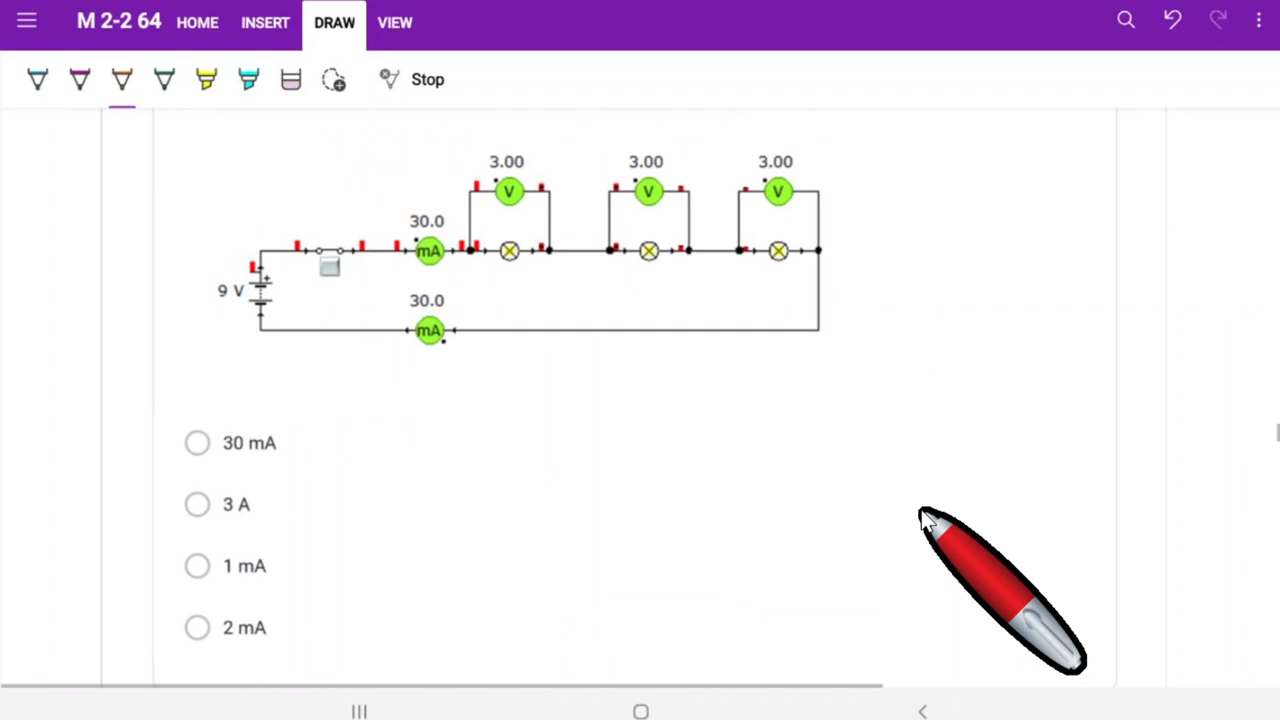 M 2-2 64 HOME INSERT DRAW VIEW
Stop
3.00 3.00 3.00
V V V
30.0
mA
9 V
30.0
mA
30 mA
3 A
1 mA
2 mA